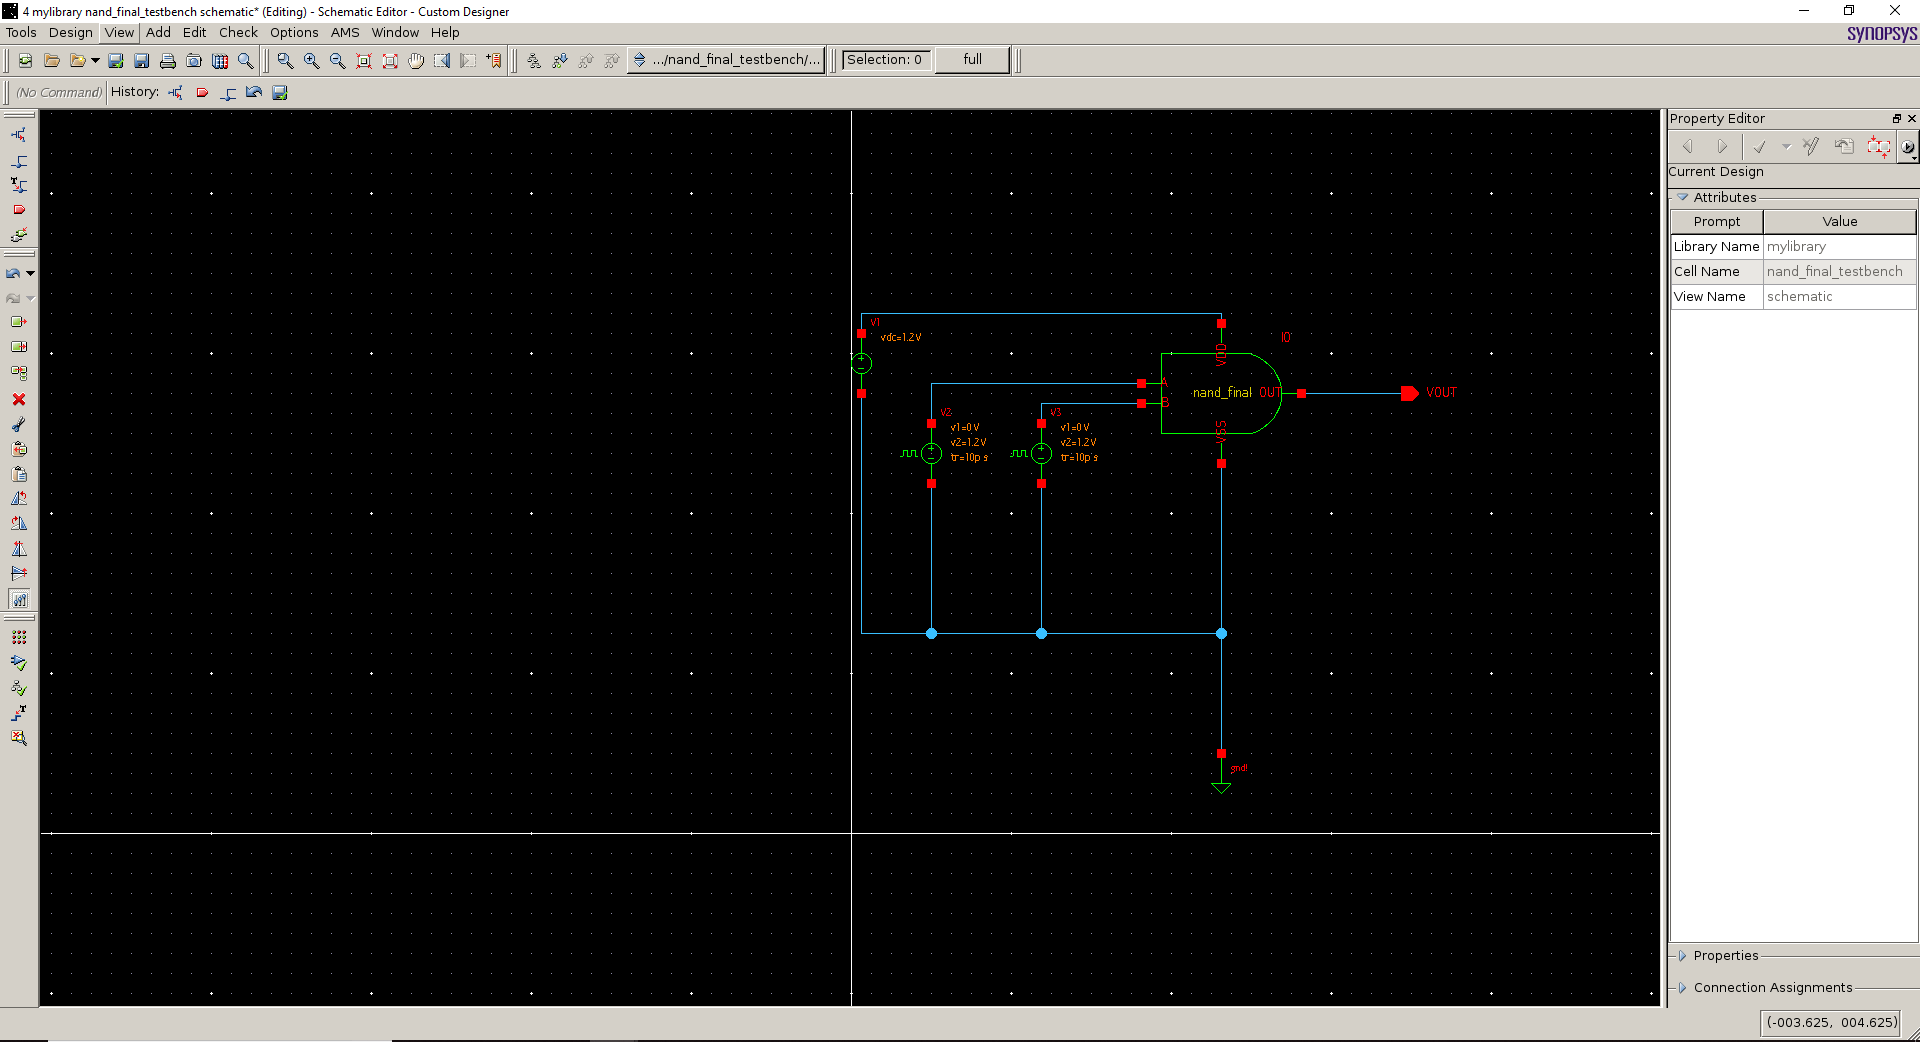 4 mylibrary nand_final_testbench schematic* (Editing) - Schematic Editor - Custom Designer
Tools Design View Add Edit Check Options AMS Window Help
SYNOPSYS
.../nand_final_testbench/...
Selection: 0
full
(No Command)
History:
Property Editor
Current Design
Attributes
Prompt Value
Library Name mylibrary
Cell Name nand_final_testbench
View Name schematic
V1
vdc=1.2V
I0
VDD
A
B
nand_final
OUT
VOUT
VSS
V2
v1=0V
v2=1.2V
tr=10ps
V3
v1=0V
v2=1.2V
tr=10ps
gnd!
Properties
Connection Assignments
(-003.625, 004.625)